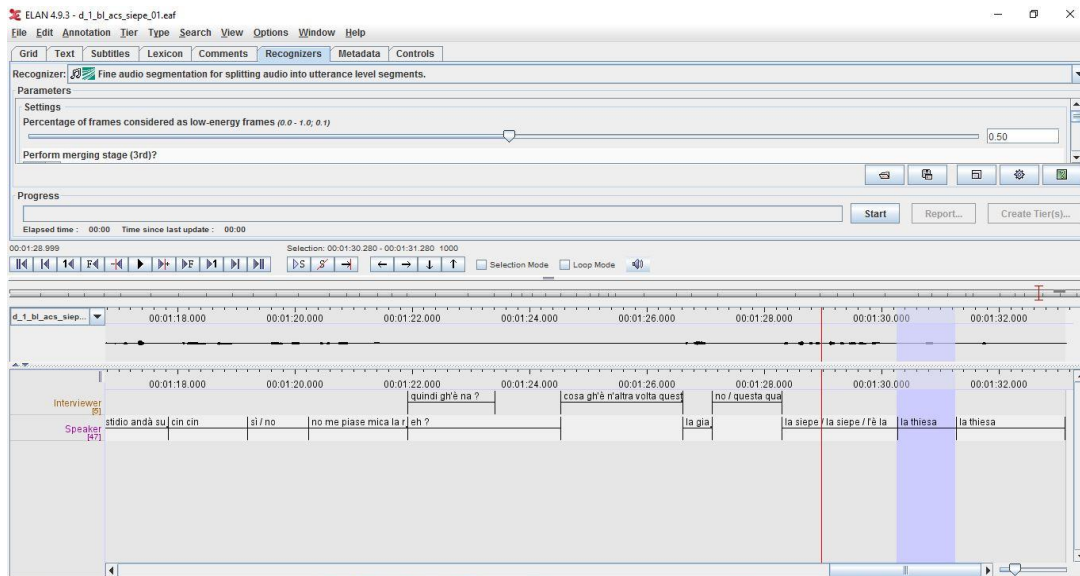 ELAN 4.9.3 - d_1_bl_acs_siepe_01.eaf
File Edit Annotation Tier Type Search View Options Window Help
Grid Text Subtitles Lexicon Comments Recognizers Metadata Controls
Recognizer: Fine audio segmentation for splitting audio into utterance level segments.
Parameters
Settings
Percentage of frames considered as low-energy frames (0.0 - 1.0; 0.1)
0.50
Perform merging stage (3rd)?
Progress
Start Report... Create Tier(s)...
Elapsed time : 00:00 Time since last update : 00:00
00:01:28.999 Selection: 00:01:30.280 - 00:01:31.280 1000
Selection Mode Loop Mode
d_1_bl_acs_siep... 00:01:18.000 00:01:20.000 00:01:22.000 00:01:24.000 00:01:26.000 00:01:28.000 00:01:30.000 00:01:32.000
00:01:18.000 00:01:20.000 00:01:22.000 00:01:24.000 00:01:26.000 00:01:28.000 00:01:30.000 00:01:32.000
Interviewer [5] quindi gh'è na ? cosa gh'è n'altra volta quest no / questa qua
Speaker [47] stidio andà su cin cin sì / no no me piase mica la r eh ? la gia la siepe / la siepe / l'è la la thiesa la thiesa